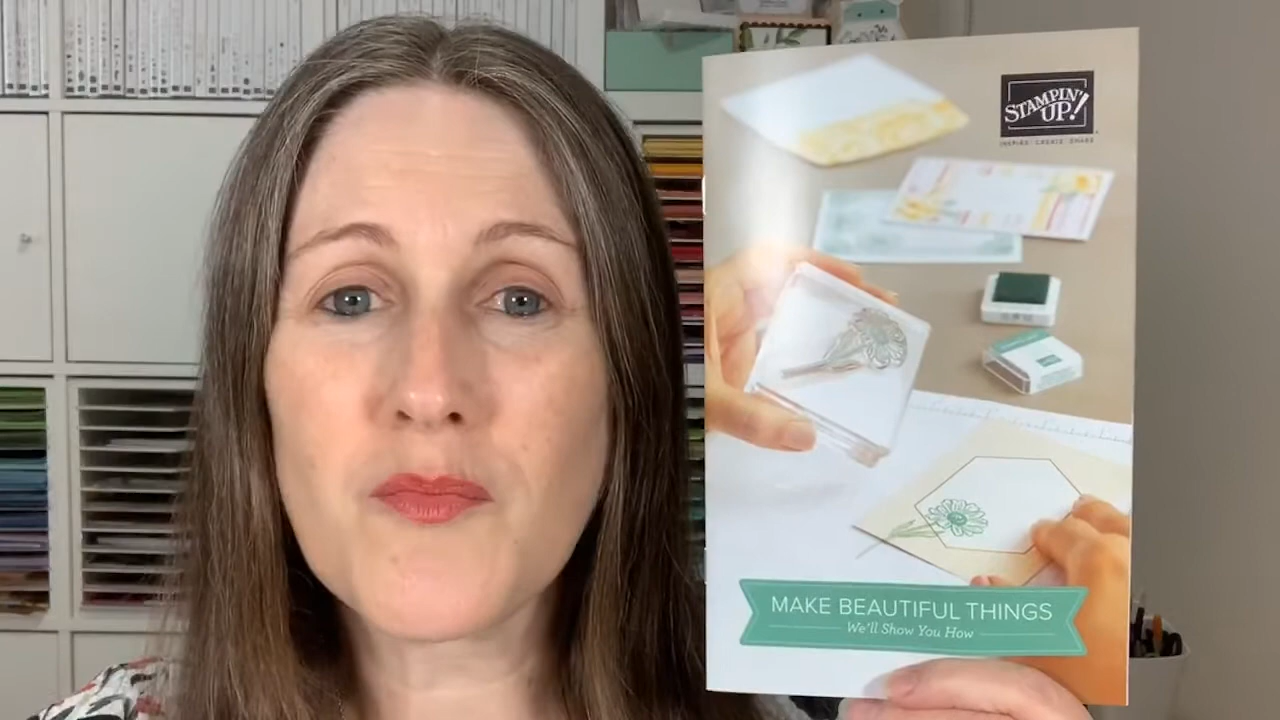 STAMPIN' UP!
INSPIRE. CREATE. SHARE.
MAKE BEAUTIFUL THINGS
We'll Show You How